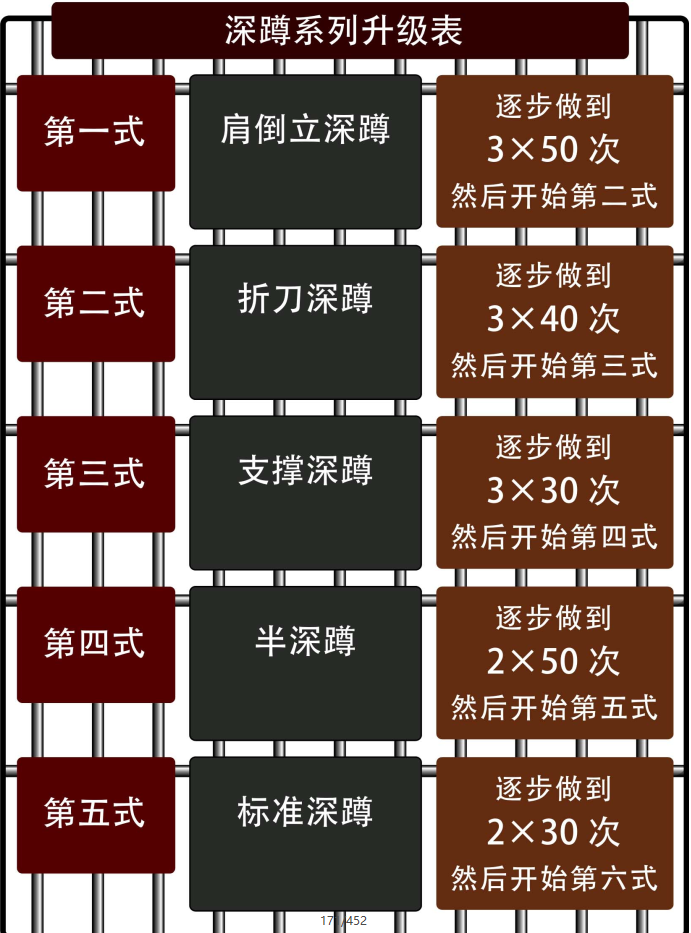 深蹲系列升级表
第一式
肩倒立深蹲
逐步做到
3×50 次
然后开始第二式
第二式
折刀深蹲
逐步做到
3×40 次
然后开始第三式
第三式
支撑深蹲
逐步做到
3×30 次
然后开始第四式
第四式
半深蹲
逐步做到
2×50 次
然后开始第五式
第五式
标准深蹲
逐步做到
2×30 次
然后开始第六式